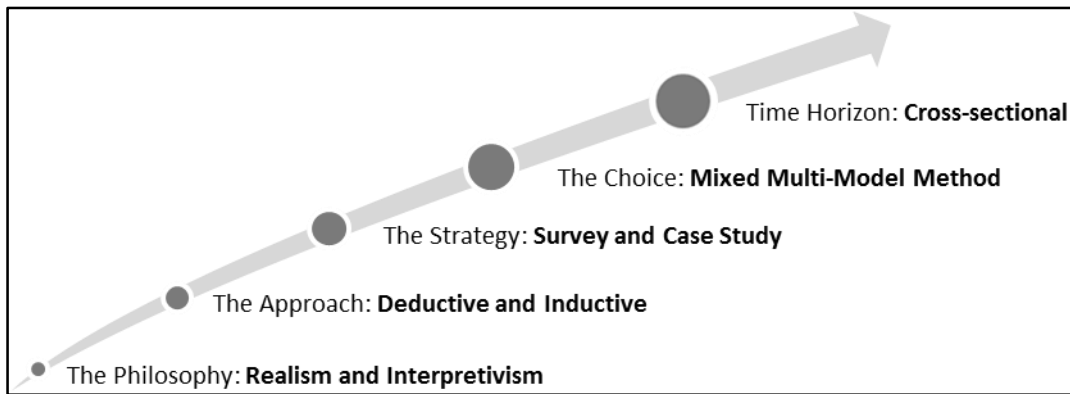 Time Horizon: Cross-sectional
The Choice: Mixed Multi-Model Method
The Strategy: Survey and Case Study
The Approach: Deductive and Inductive
The Philosophy: Realism and Interpretivism